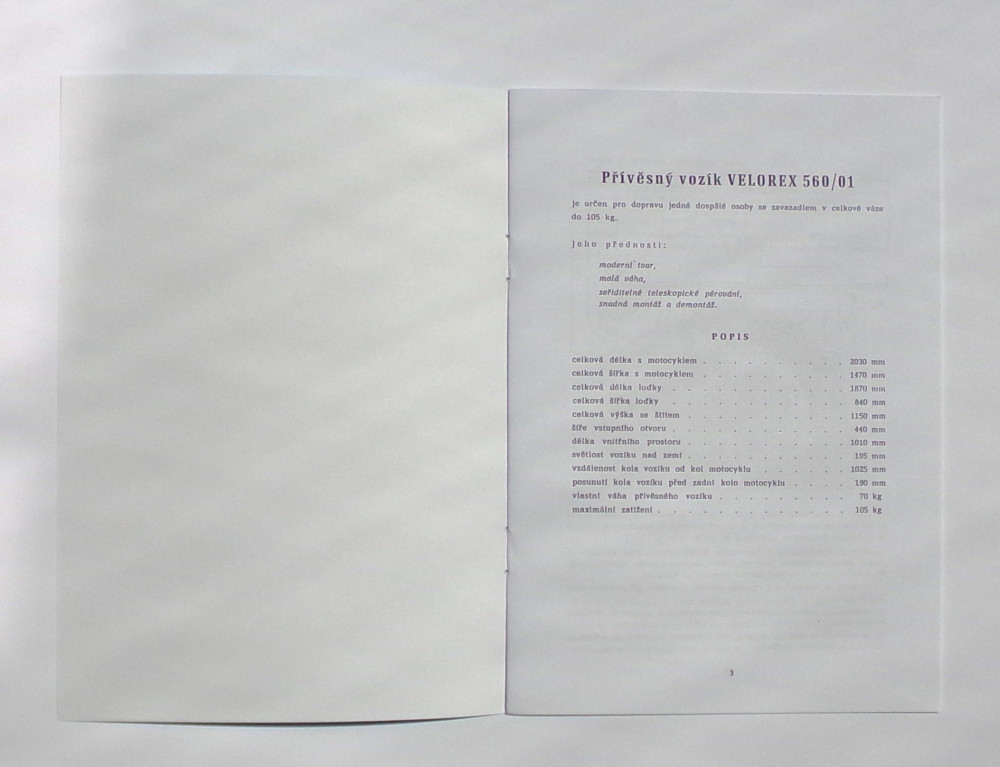 Přívěsný vozík VELOREX 560/01
je určen pro dopravu jedné dospělé osoby se zavazadlem v celkové váze
do 105 kg.
Jeho přednosti:
moderní tvar,
malá váha,
seřiditelné teleskopické pérování,
snadná montáž a demontáž.
POPIS
celková délka s motocyklem . . . . . . . . . . 2030 mm
celková šířka s motocyklem . . . . . . . . . . 1470 mm
celková délka loďky . . . . . . . . . . . . 1870 mm
celková šířka loďky . . . . . . . . . . . . 840 mm
celková výška se štítem . . . . . . . . . . . 1150 mm
šíře vstupního otvoru . . . . . . . . . . . . 440 mm
délka vnitřního prostoru . . . . . . . . . . . 1010 mm
světlost vozíku nad zemí . . . . . . . . . . . 195 mm
vzdálenost kola vozíku od kol motocyklu . . . . . . 1025 mm
posunutí kola vozíku před zadní kolo motocyklu . . . . 190 mm
vlastní váha přívěsného vozíku . . . . . . . . . 70 kg
maximální zatížení . . . . . . . . . . . . . 105 kg
3